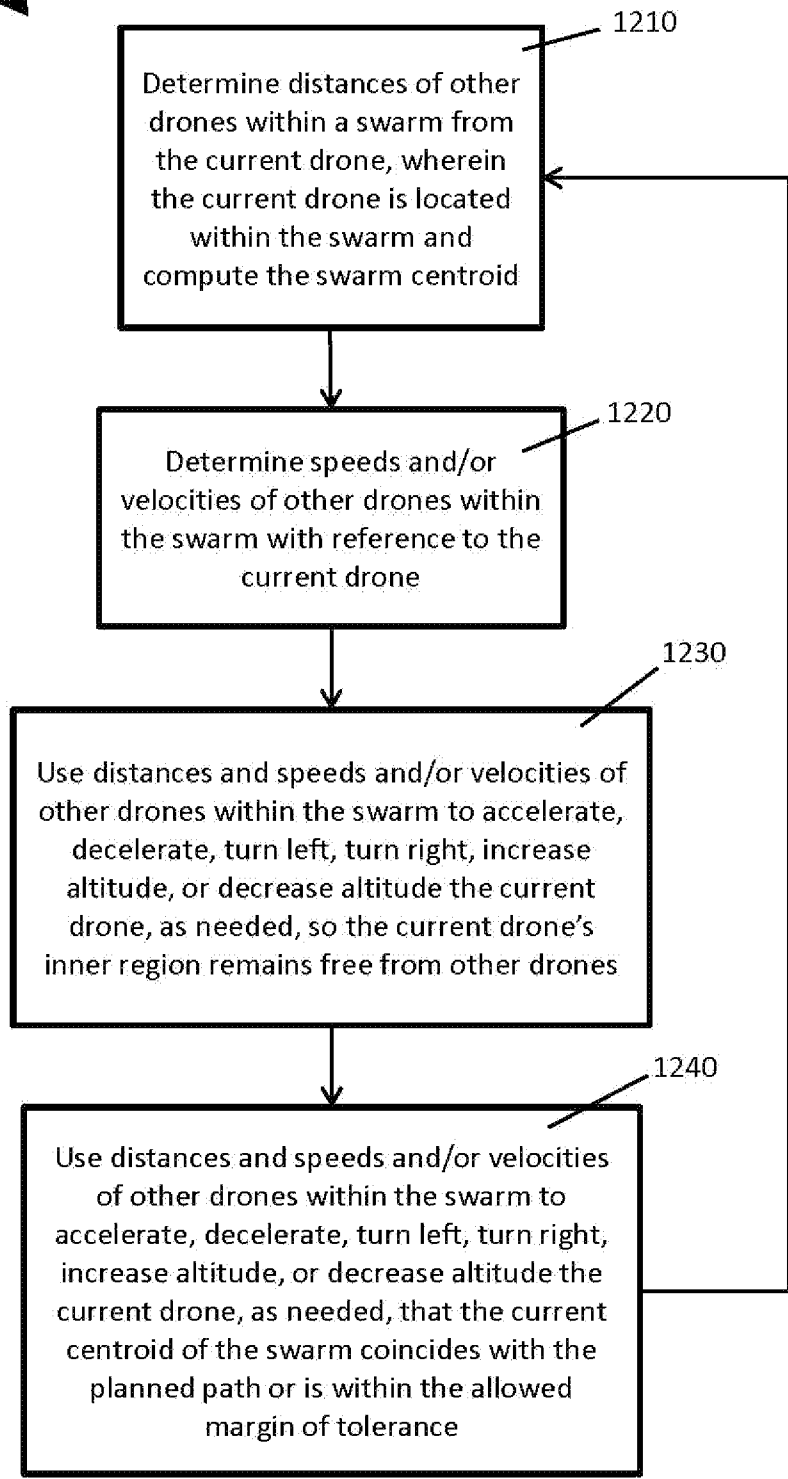 1210
Determine distances of other
drones within a swarm from
the current drone, wherein
the current drone is located
within the swarm and
compute the swarm centroid
1220
Determine speeds and/or
velocities of other drones within
the swarm with reference to the
current drone
1230
Use distances and speeds and/or velocities of
other drones within the swarm to accelerate,
decelerate, turn left, turn right, increase
altitude, or decrease altitude the current
drone, as needed, so the current drone's
inner region remains free from other drones
1240
Use distances and speeds and/or velocities
of other drones within the swarm to
accelerate, decelerate, turn left, turn right,
increase altitude, or decrease altitude the
current drone, as needed, that the current
centroid of the swarm coincides with the
planned path or is within the allowed
margin of tolerance